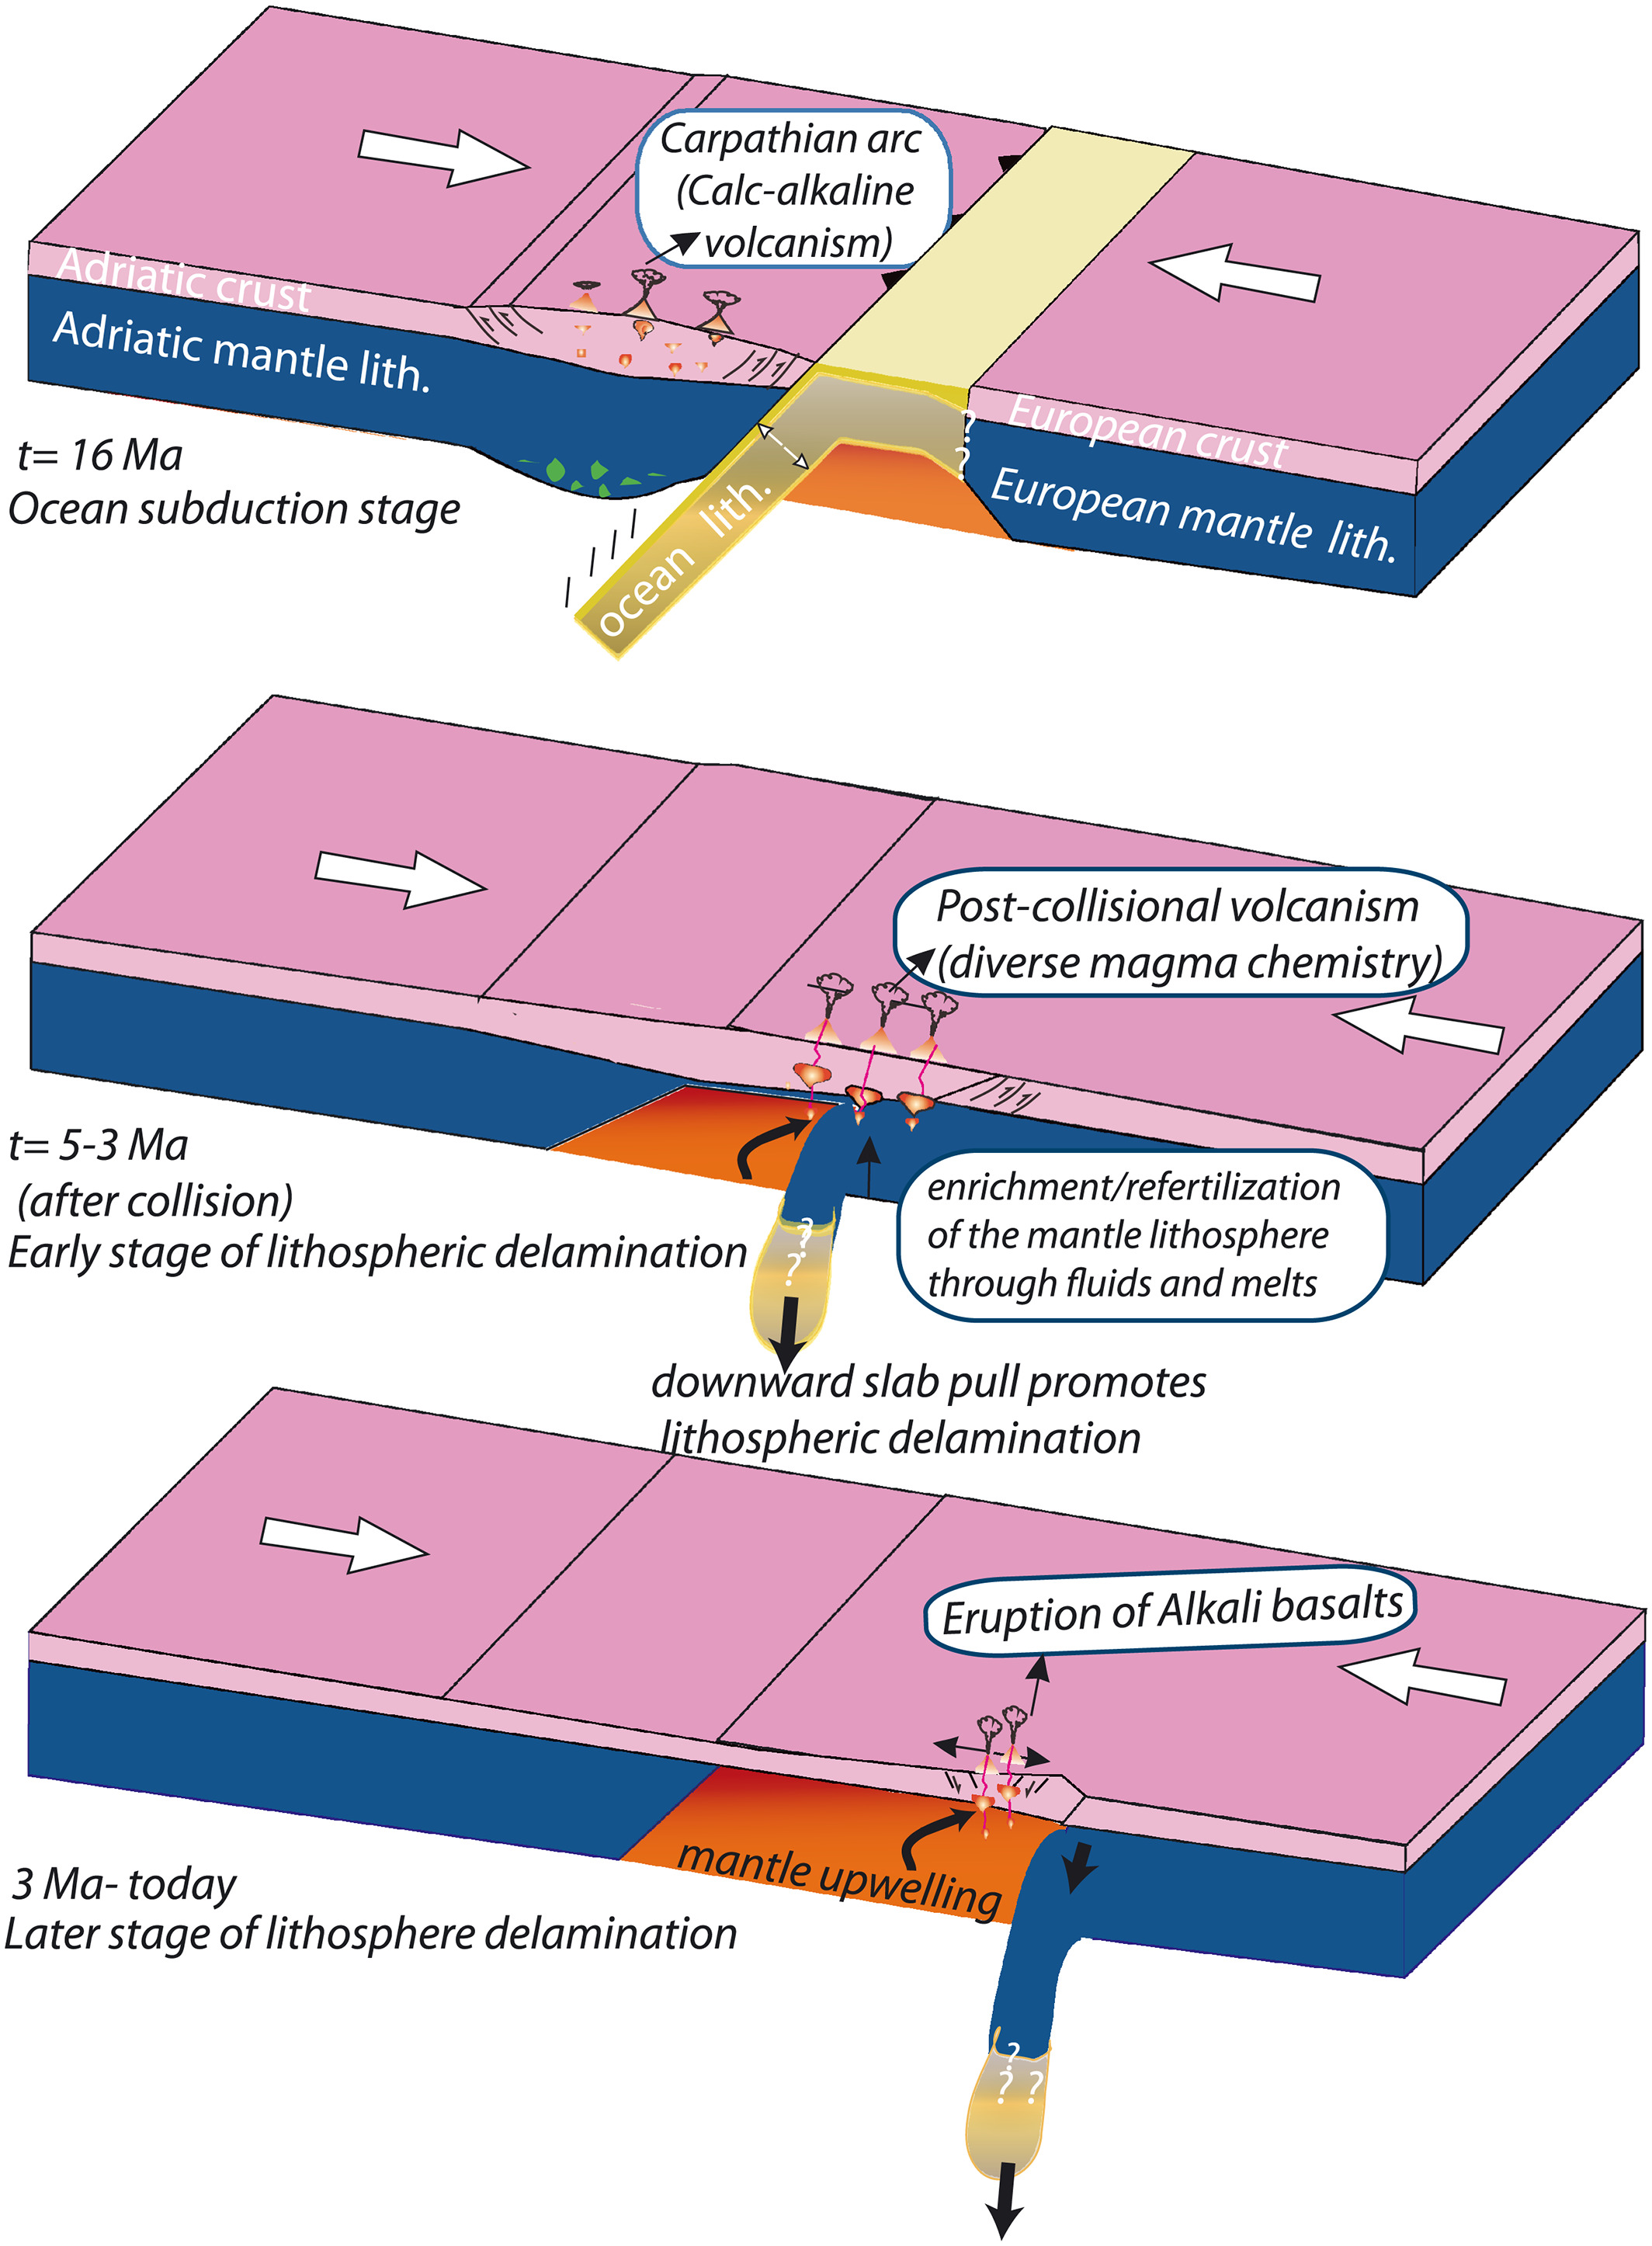 Carpathian arc
(Calc-alkaline
volcanism)
Adriatic crust
Adriatic mantle lith.
European crust
European mantle lith.
?
?
ocean lith.
t= 16 Ma
Ocean subduction stage
Post-collisional volcanism
(diverse magma chemistry)
t= 5-3 Ma
(after collision)
Early stage of lithospheric delamination
enrichment/refertilization
of the mantle lithosphere
through fluids and melts
?
?
?
downward slab pull promotes
lithospheric delamination
Eruption of Alkali basalts
mantle upwelling
3 Ma- today
Later stage of lithosphere delamination
?
? ?